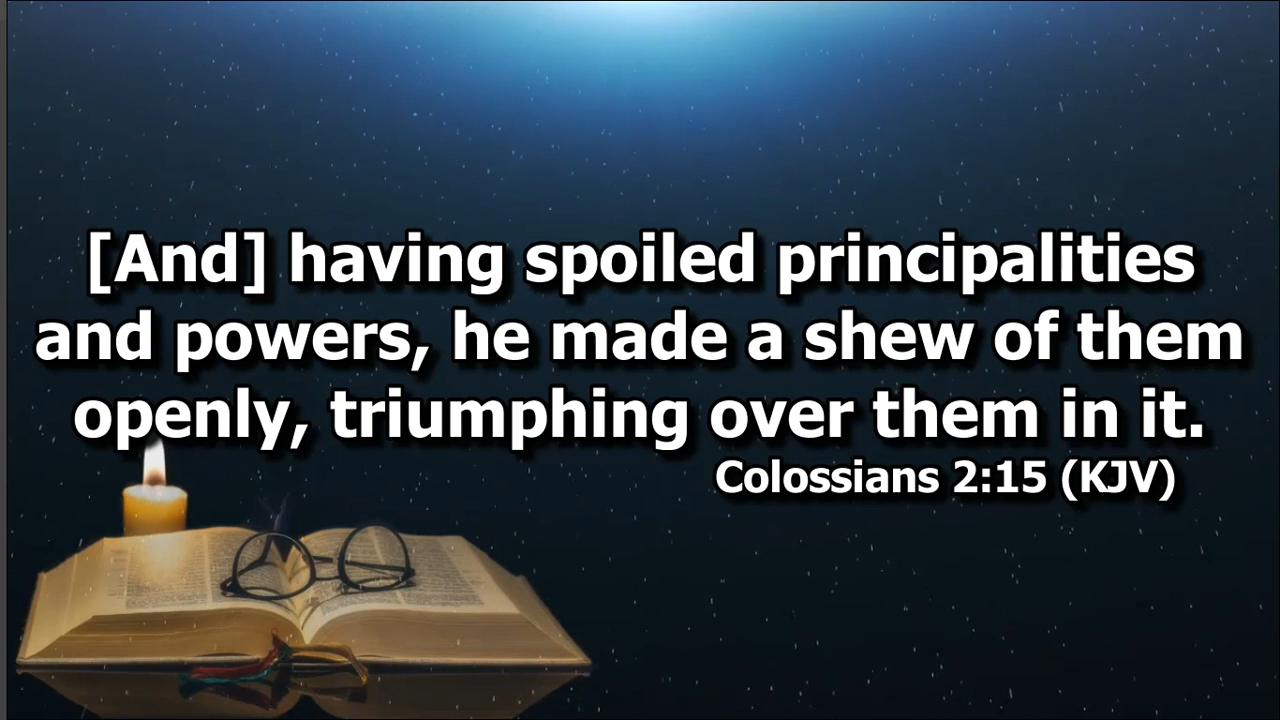 [And] having spoiled principalities
and powers, he made a shew of them
openly, triumphing over them in it.
Colossians 2:15 (KJV)